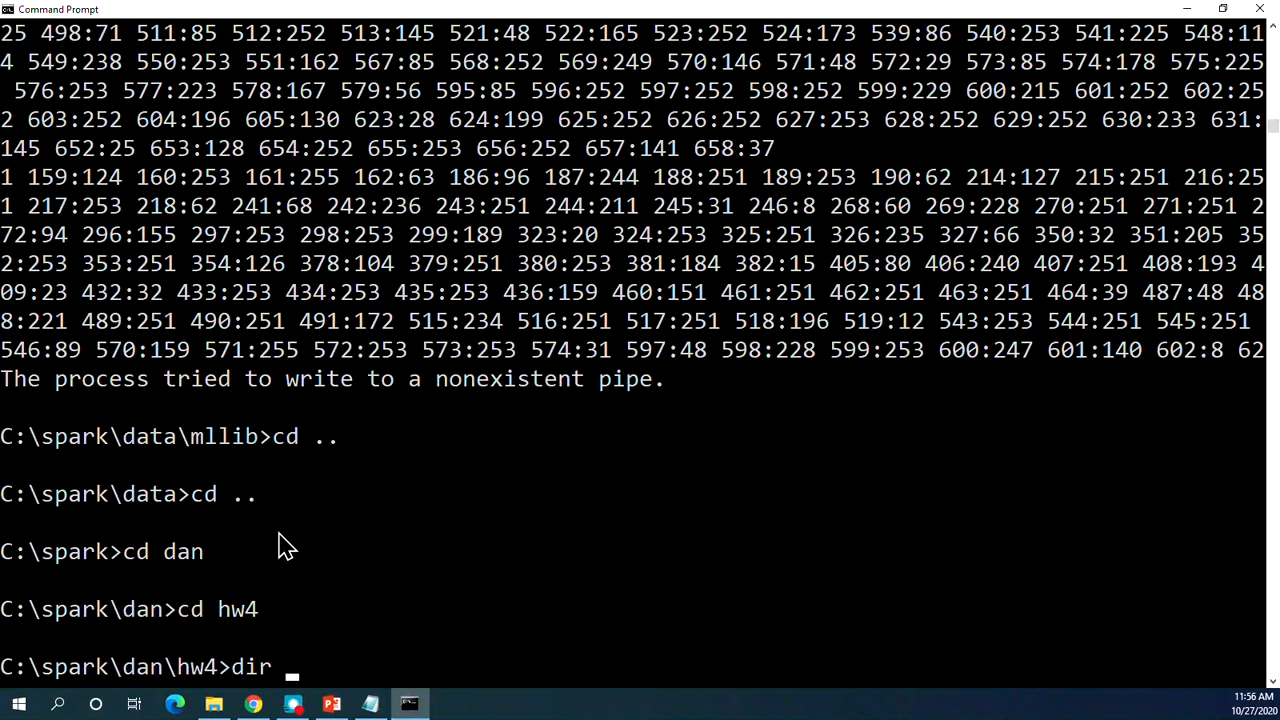 Command Prompt
25 498:71 511:85 512:252 513:145 521:48 522:165 523:252 524:173 539:86 540:253 541:225 548:11
4 549:238 550:253 551:162 567:85 568:252 569:249 570:146 571:48 572:29 573:85 574:178 575:225
576:253 577:223 578:167 579:56 595:85 596:252 597:252 598:252 599:229 600:215 601:252 602:25
2 603:252 604:196 605:130 623:28 624:199 625:252 626:252 627:253 628:252 629:252 630:233 631:
145 652:25 653:128 654:252 655:253 656:252 657:141 658:37
1 159:124 160:253 161:255 162:63 186:96 187:244 188:251 189:253 190:62 214:127 215:251 216:25
1 217:253 218:62 241:68 242:236 243:251 244:211 245:31 246:8 268:60 269:228 270:251 271:251 2
72:94 296:155 297:253 298:253 299:189 323:20 324:253 325:251 326:235 327:66 350:32 351:205 35
2:253 353:251 354:126 378:104 379:251 380:253 381:184 382:15 405:80 406:240 407:251 408:193 4
09:23 432:32 433:253 434:253 435:253 436:159 460:151 461:251 462:251 463:251 464:39 487:48 48
8:221 489:251 490:251 491:172 515:234 516:251 517:251 518:196 519:12 543:253 544:251 545:251
546:89 570:159 571:255 572:253 573:253 574:31 597:48 598:228 599:253 600:247 601:140 602:8 62
The process tried to write to a nonexistent pipe.
C:\spark\data\mllib>cd ..
C:\spark\data>cd ..
C:\spark>cd dan
C:\spark\dan>cd hw4
C:\spark\dan\hw4>dir
11:56 AM
10/27/2020